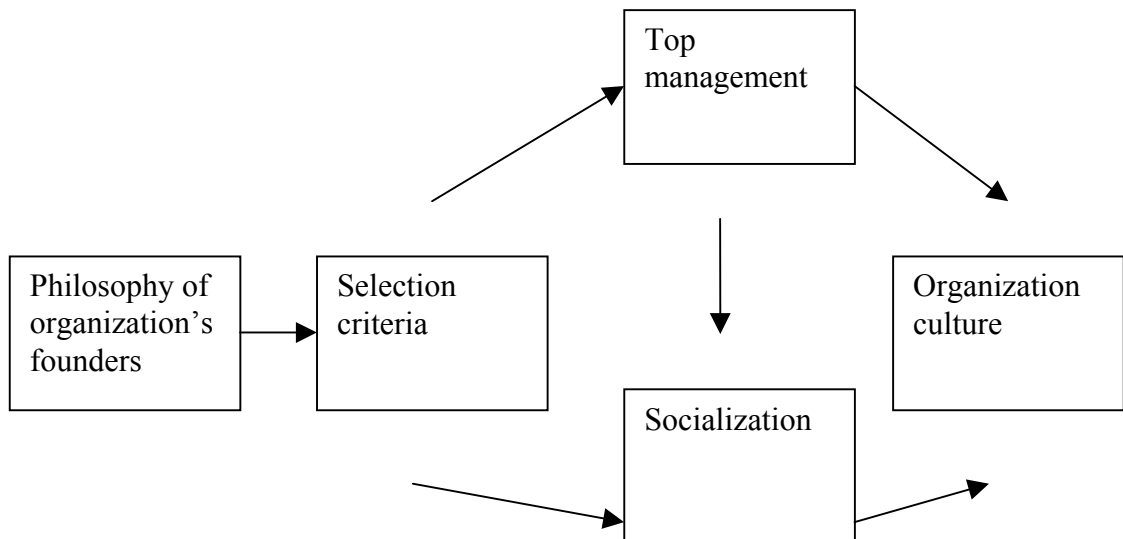 Top
management
Philosophy of
organization’s
founders
Selection
criteria
Organization
culture
Socialization